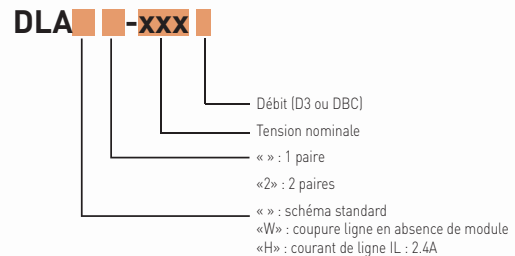 DLA -xxx
Débit (D3 ou DBC)
Tension nominale
« » : 1 paire
«2» : 2 paires
« » : schéma standard
«W» : coupure ligne en absence de module
«H» : courant de ligne IL : 2.4A